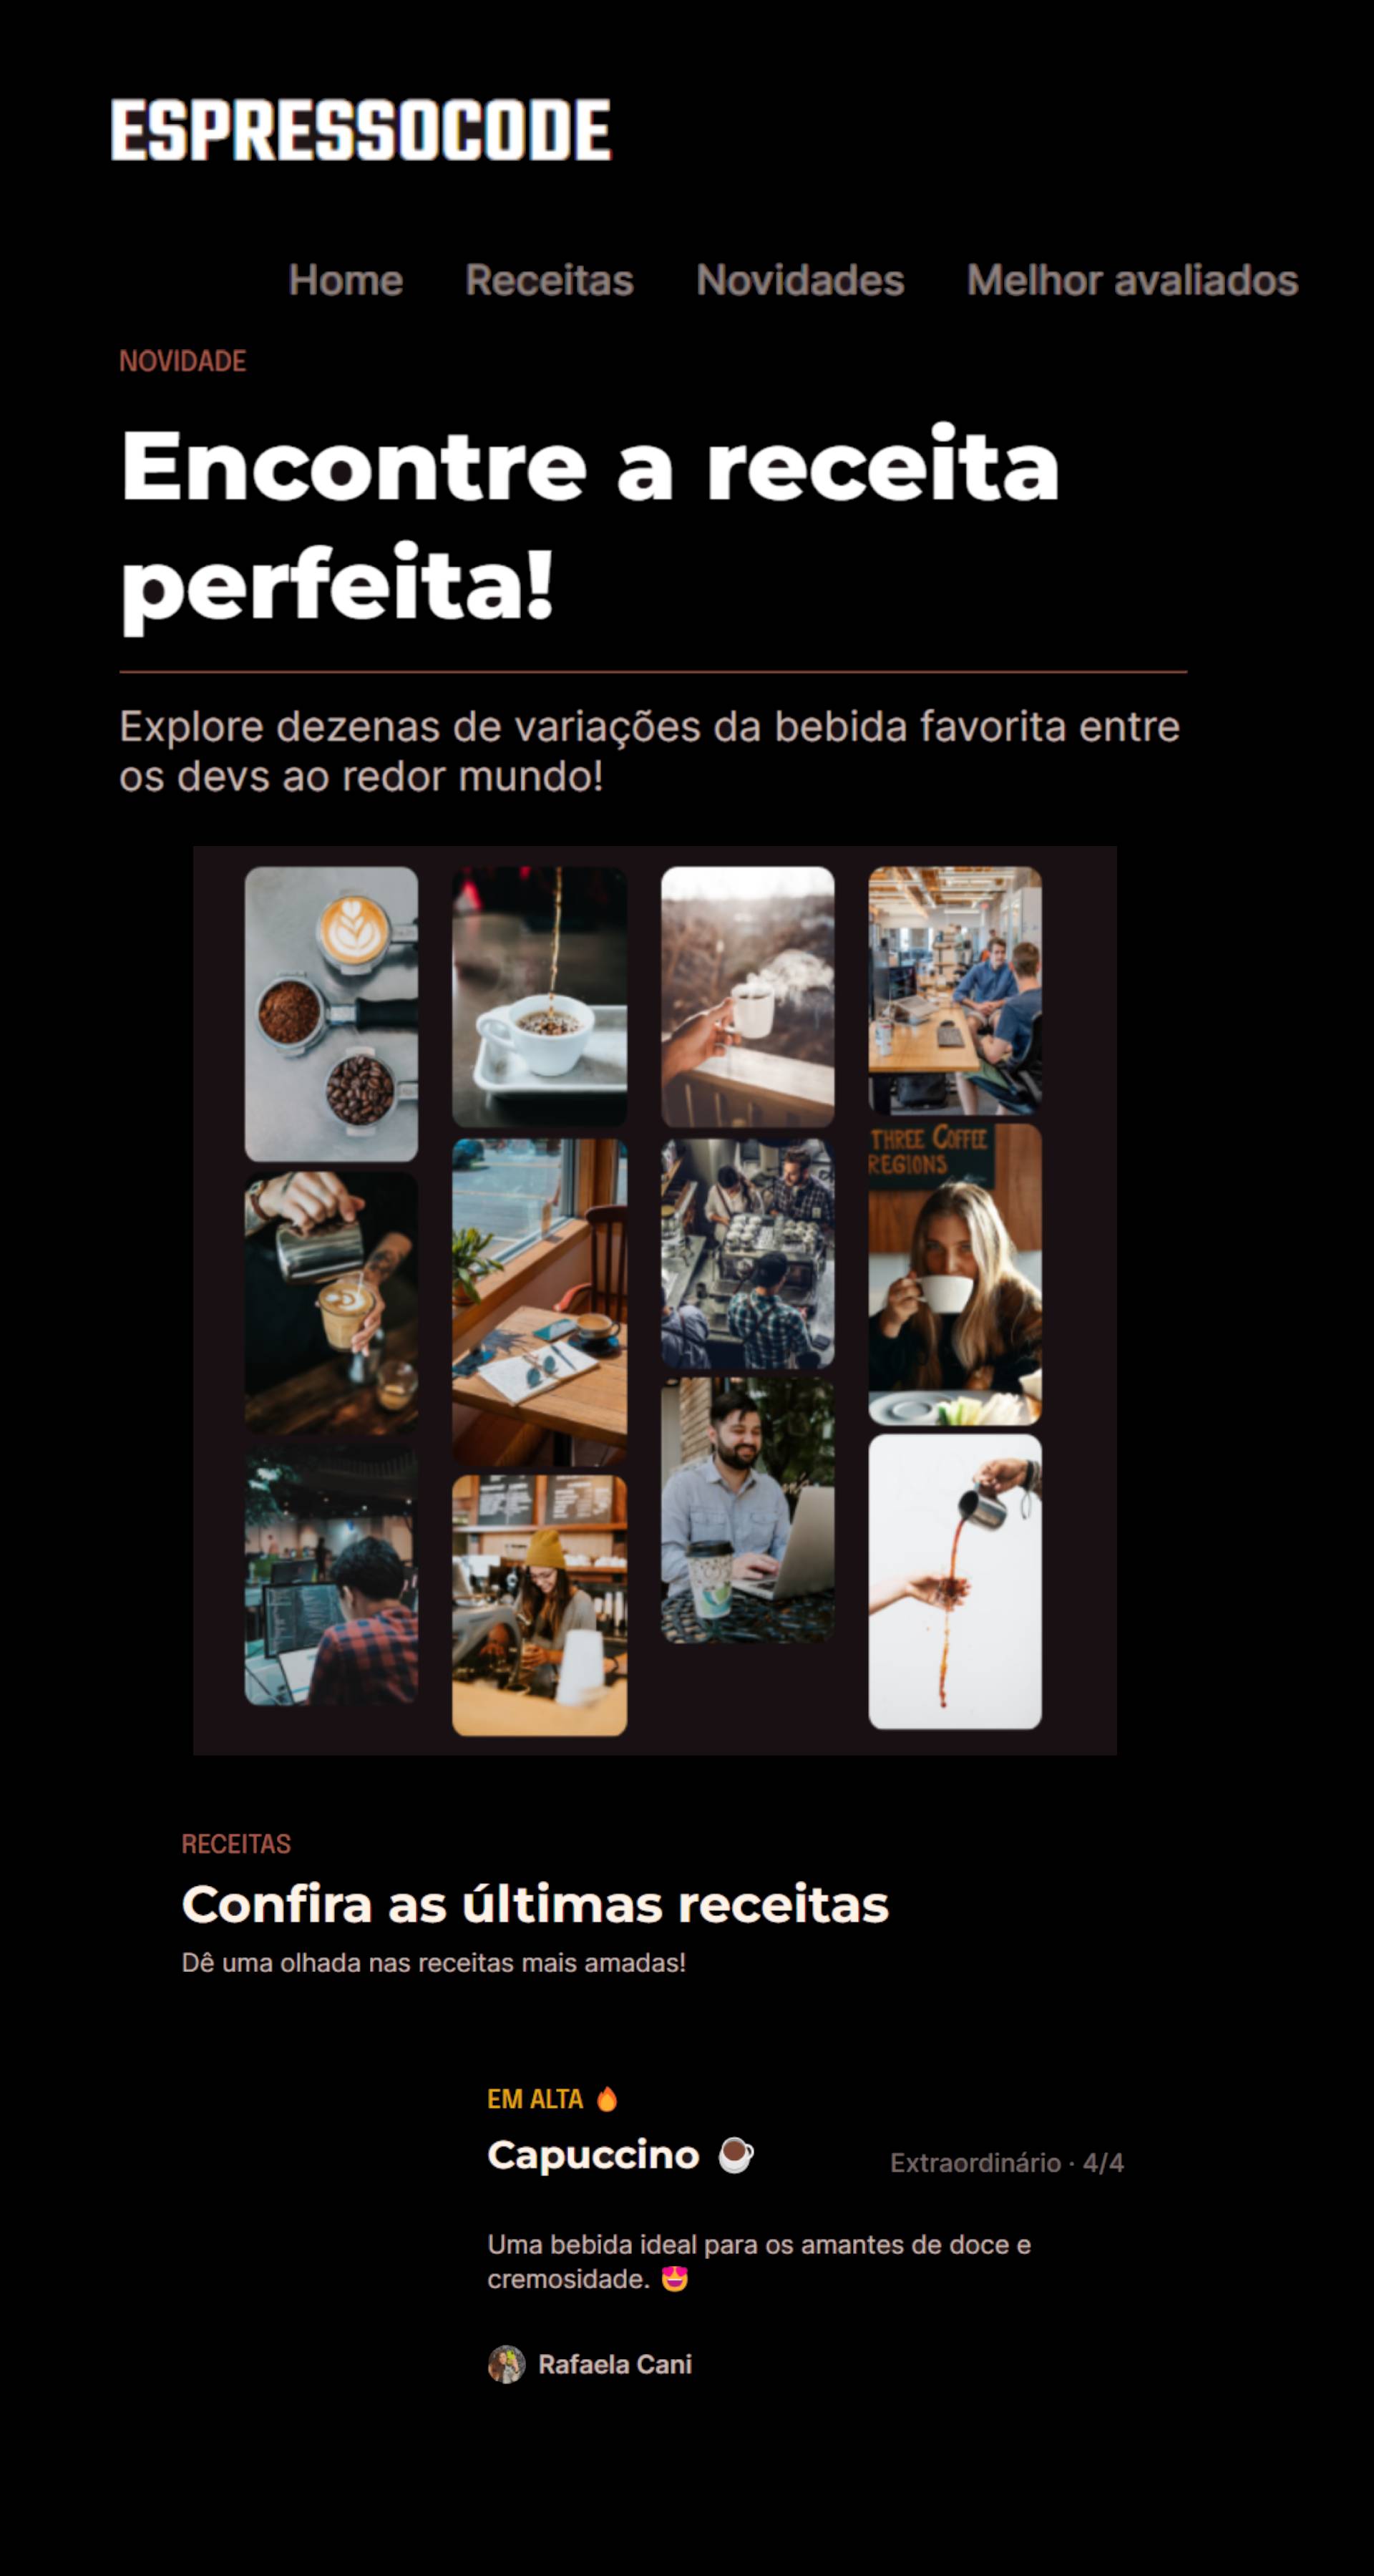 ESPRESSOCODE
Home Receitas Novidades Melhor avaliados
NOVIDADE
Encontre a receita
perfeita!
Explore dezenas de variações da bebida favorita entre
os devs ao redor mundo!
THREE COFFEE
REGIONS
RECEITAS
Confira as últimas receitas
Dê uma olhada nas receitas mais amadas!
EM ALTA 🔥
Capuccino ☕
Extraordinário · 4/4
Uma bebida ideal para os amantes de doce e
cremosidade. 😍
Rafaela Cani